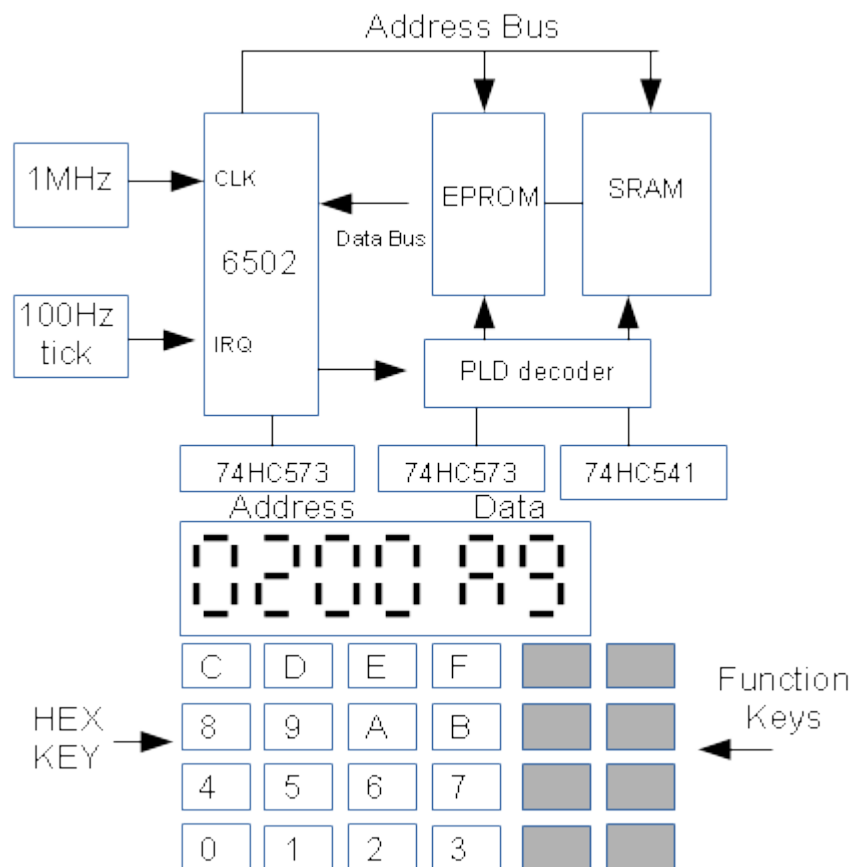 Address Bus
1MHz
CLK
EPROM
SRAM
Data Bus
6502
100Hz
tick
IRQ
PLD decoder
74HC573
74HC573
74HC541
Address
Data
0200 A9
C D E F
8 9 A B
4 5 6 7
0 1 2 3
HEX
KEY
Function
Keys